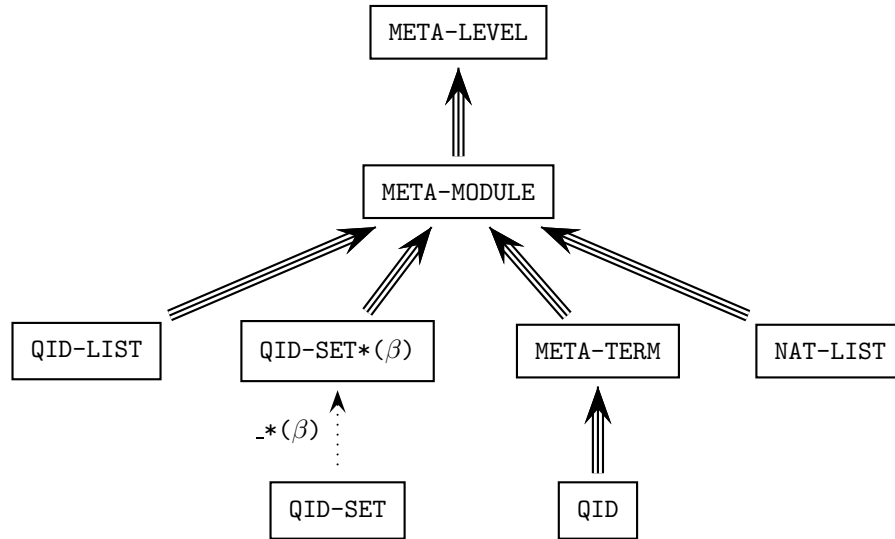 META-LEVEL
META-MODULE
QID-LIST
QID-SET*(β)
META-TERM
NAT-LIST
_*(β)
QID-SET
QID